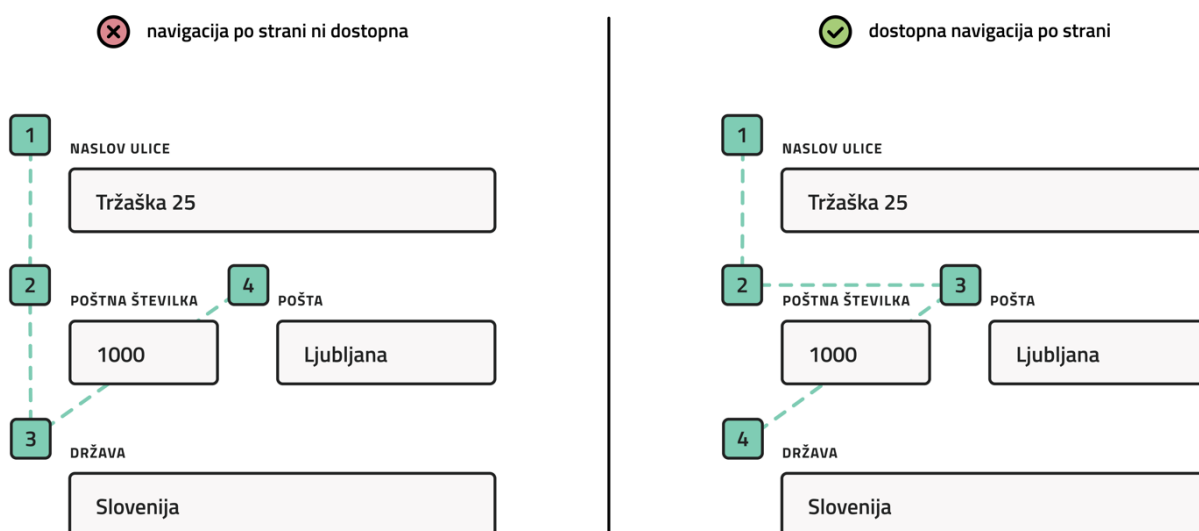 navigacija po strani ni dostopna
1
NASLOV ULICE
Tržaška 25
2
4
POŠTNA ŠTEVILKA
POŠTA
1000
Ljubljana
3
DRŽAVA
Slovenija
dostopna navigacija po strani
1
NASLOV ULICE
Tržaška 25
2
3
POŠTNA ŠTEVILKA
POŠTA
1000
Ljubljana
4
DRŽAVA
Slovenija